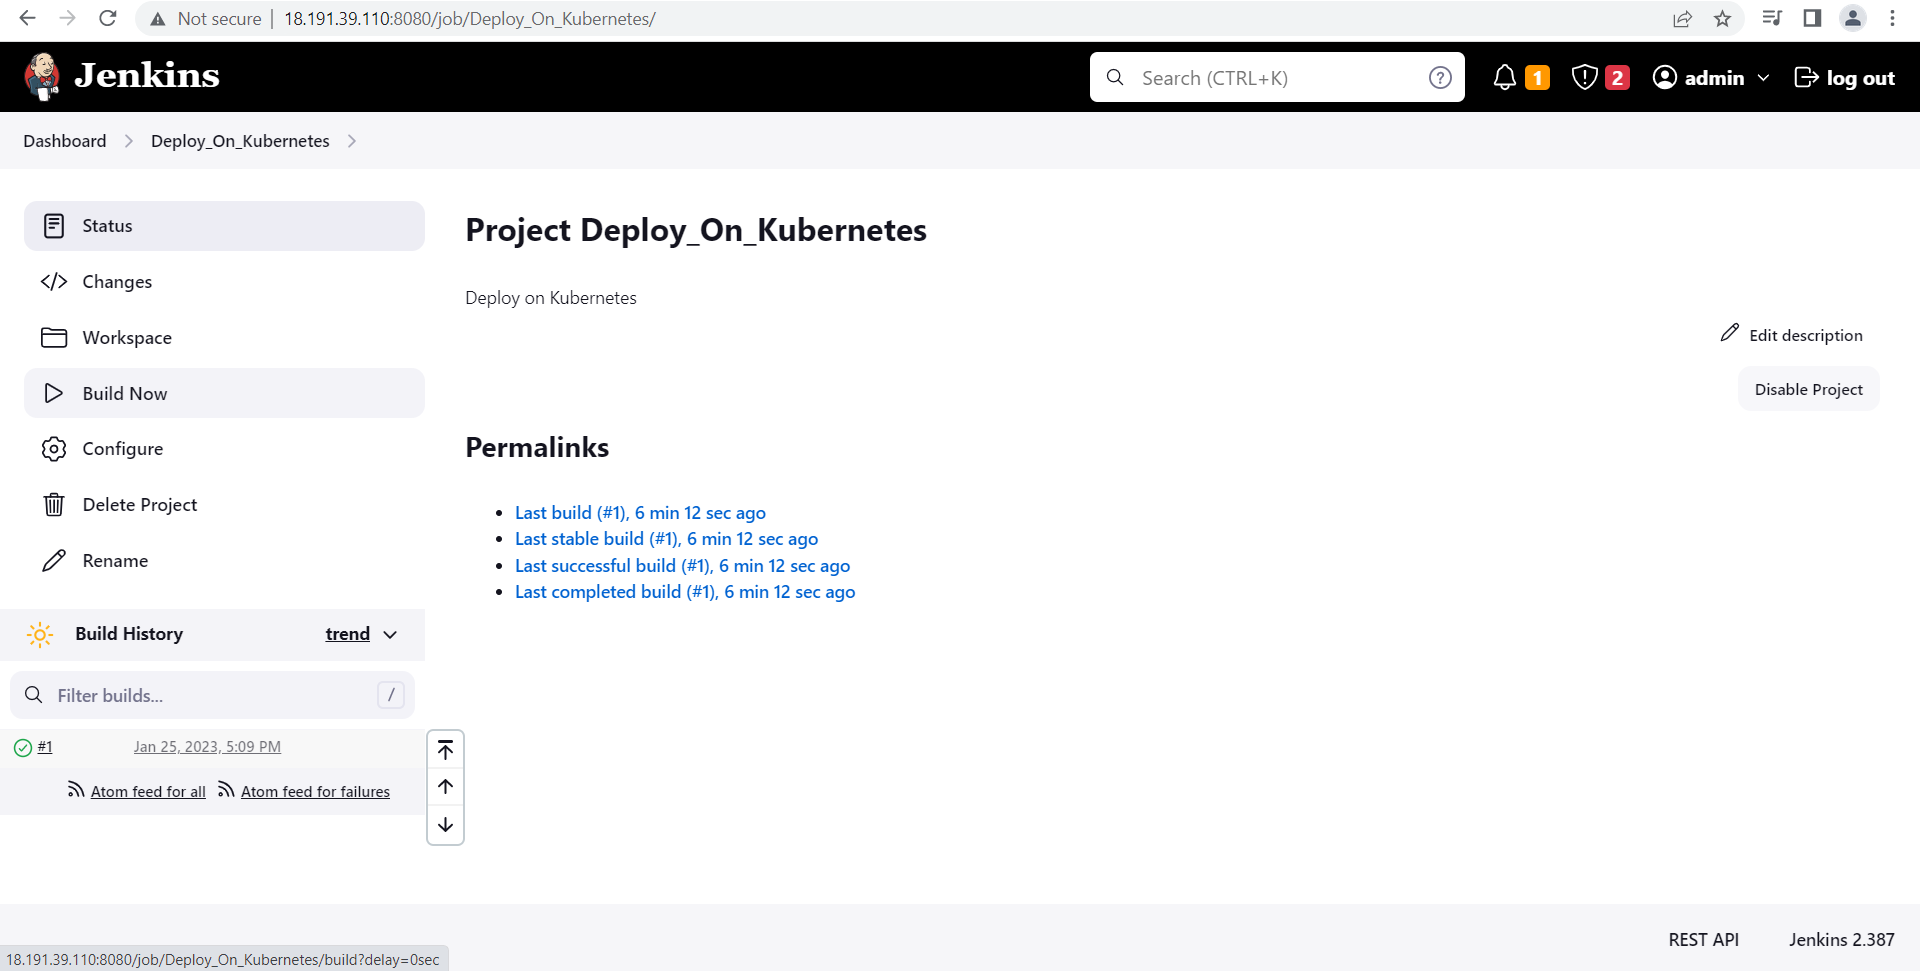 Not secure | 18.191.39.110:8080/job/Deploy_On_Kubernetes/
Jenkins
Search (CTRL+K)
?
1
2
admin
log out
Dashboard
Deploy_On_Kubernetes
Status
Changes
Workspace
Build Now
Configure
Delete Project
Rename
Build History
trend
Filter builds...
/
#1
Jan 25, 2023, 5:09 PM
Atom feed for all
Atom feed for failures
Project Deploy_On_Kubernetes
Deploy on Kubernetes
Edit description
Disable Project
Permalinks
Last build (#1), 6 min 12 sec ago
Last stable build (#1), 6 min 12 sec ago
Last successful build (#1), 6 min 12 sec ago
Last completed build (#1), 6 min 12 sec ago
REST API
Jenkins 2.387
18.191.39.110:8080/job/Deploy_On_Kubernetes/build?delay=0sec